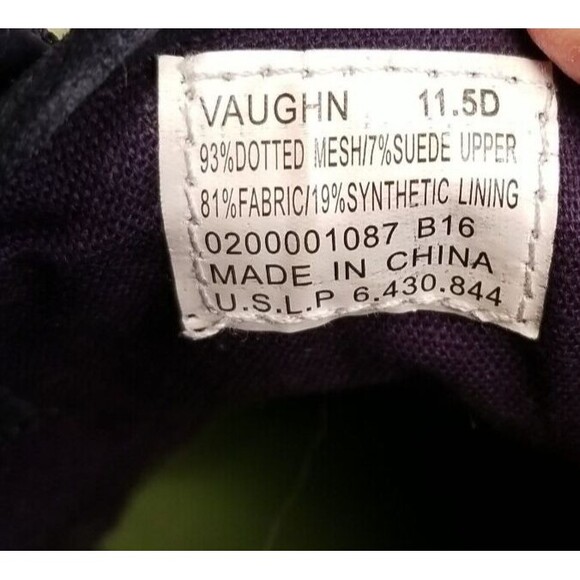 VAUGHN 11.5D
93%DOTTED MESH/7%SUEDE UPPER
81%FABRIC/19%SYNTHETIC LINING
0200001087 B16
MADE IN CHINA
U.S.L.P 6.430.844